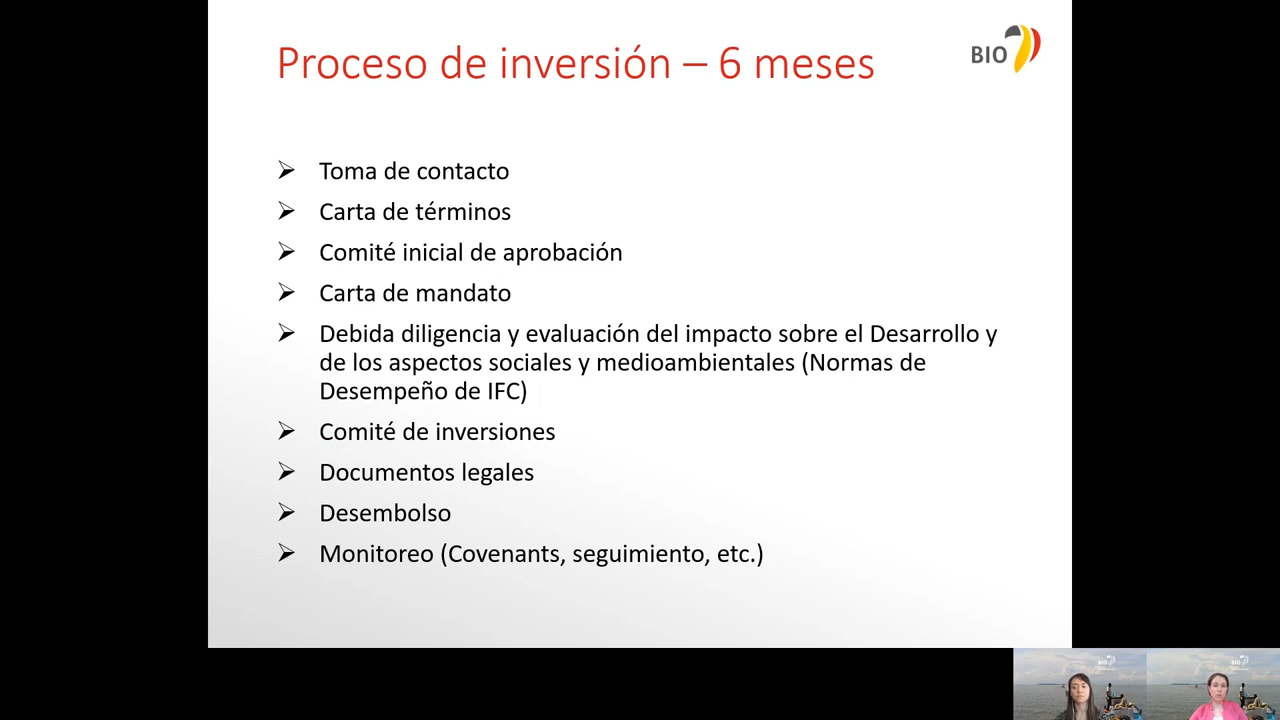 Proceso de inversión – 6 meses
BIO
Toma de contacto
Carta de términos
Comité inicial de aprobación
Carta de mandato
Debida diligencia y evaluación del impacto sobre el Desarrollo y
de los aspectos sociales y medioambientales (Normas de
Desempeño de IFC)
Comité de inversiones
Documentos legales
Desembolso
Monitoreo (Covenants, seguimiento, etc.)
BIO
BIO